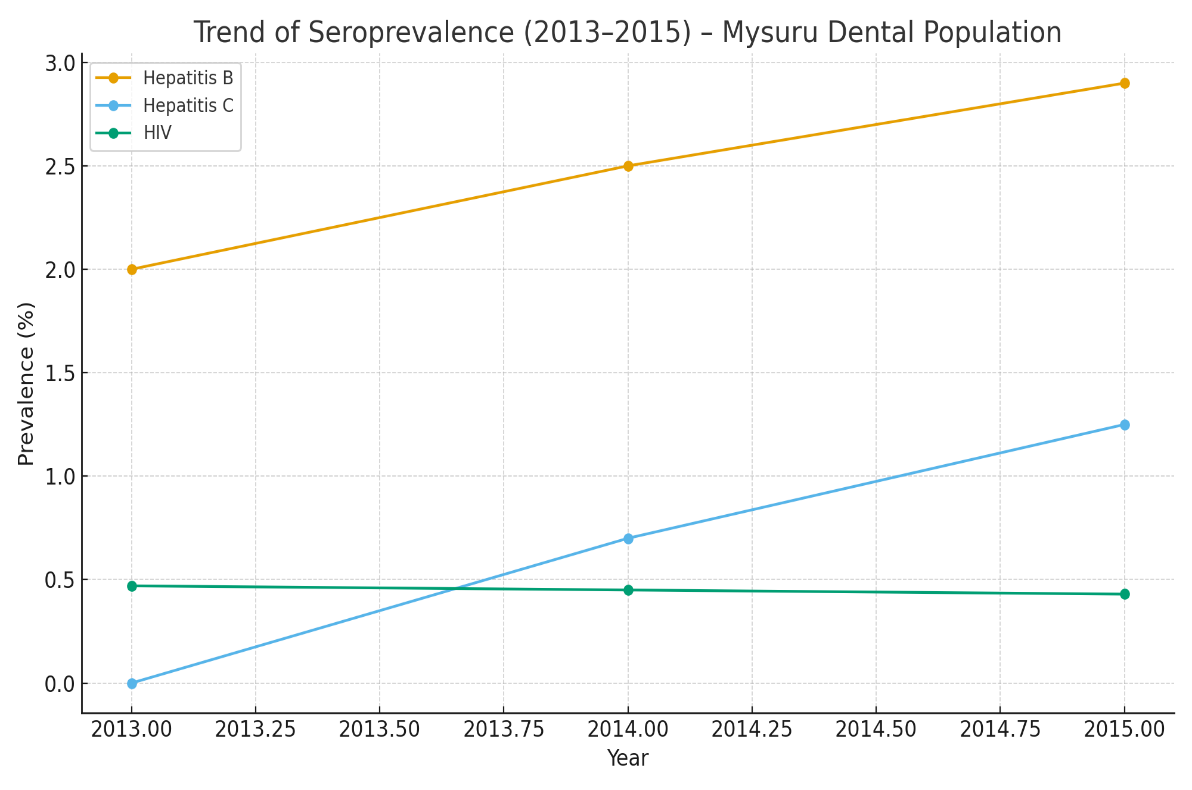 Trend of Seroprevalence (2013–2015) – Mysuru Dental Population
Hepatitis B
Hepatitis C
HIV
Prevalence (%)
3.0
2.5
2.0
1.5
1.0
0.5
0.0
2013.00 2013.25 2013.50 2013.75 2014.00 2014.25 2014.50 2014.75 2015.00
Year